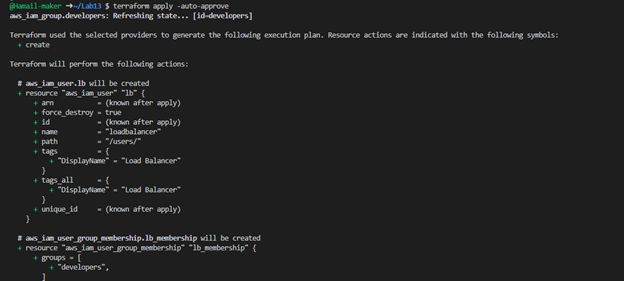 @Hamail-maker ➜~/Lab13 $ terraform apply -auto-approve
aws_iam_group.developers: Refreshing state... [id=developers]
Terraform used the selected providers to generate the following execution plan. Resource actions are indicated with the following symbols:
+ create
Terraform will perform the following actions:
# aws_iam_user.lb will be created
+ resource "aws_iam_user" "lb" {
+ arn = (known after apply)
+ force_destroy = true
+ id = (known after apply)
+ name = "loadbalancer"
+ path = "/users/"
+ tags = {
+ "DisplayName" = "Load Balancer"
}
+ tags_all = {
+ "DisplayName" = "Load Balancer"
}
+ unique_id = (known after apply)
}
# aws_iam_user_group_membership.lb_membership will be created
+ resource "aws_iam_user_group_membership" "lb_membership" {
+ groups = [
+ "developers",
]